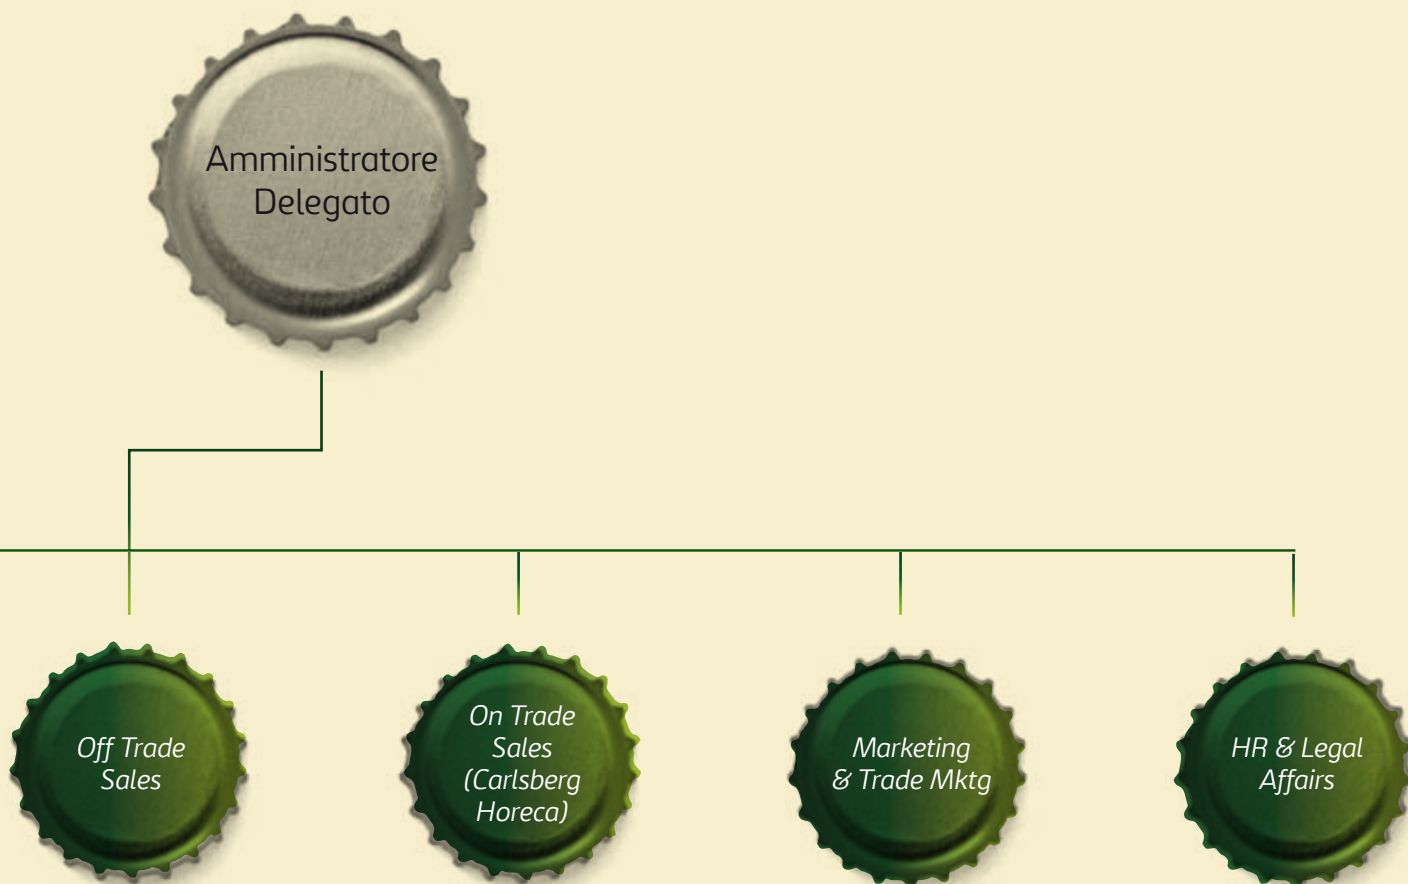 Amministratore
Delegato
Off Trade
Sales
On Trade
Sales
(Carlsberg
Horeca)
Marketing
& Trade Mktg
HR & Legal
Affairs